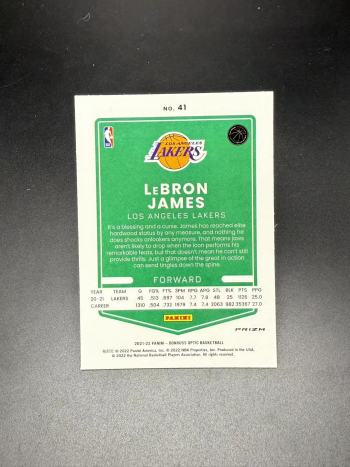 NO. 41
LOS ANGELES
LAKERS
LEBRON
JAMES
LOS ANGELES LAKERS
It's a blessing and a curse. James has reached elite
hardwood status by any measure, and nothing he
does shocks onlookers anymore. That means jaws
aren't likely to drop when the icon performs his
remarkable feats, but that doesn't mean he can't still
provide thrills. Just a glimpse of the great in action
can send tingles down the spine.
FORWARD
YEAR TEAM G FG% FT% 3PM RPG APG STL BLK PTS PPG
20-21 LAKERS 45 .513 .697 104 7.7 7.8 48 25 1126 25.0
CAREER 1310 .504 .733 1979 7.4 7.4 2063 982 35367 27.0
PANINI
PRIZM
2021-22 PANINI - DONRUSS OPTIC BASKETBALL
© 2022 Panini America, Inc. © 2022 NBA Properties, Inc. Produced in the USA.
© 2022 the National Basketball Players Association. All rights reserved.